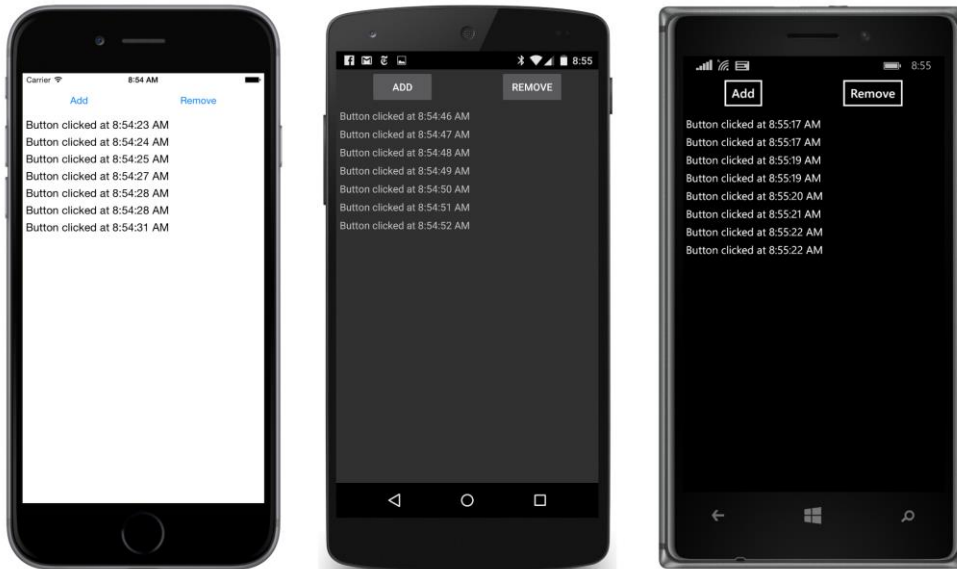 Carrier 8:54 AM
Add Remove
Button clicked at 8:54:23 AM
Button clicked at 8:54:24 AM
Button clicked at 8:54:25 AM
Button clicked at 8:54:27 AM
Button clicked at 8:54:28 AM
Button clicked at 8:54:28 AM
Button clicked at 8:54:31 AM
8:55
ADD REMOVE
Button clicked at 8:54:46 AM
Button clicked at 8:54:47 AM
Button clicked at 8:54:48 AM
Button clicked at 8:54:49 AM
Button clicked at 8:54:50 AM
Button clicked at 8:54:51 AM
Button clicked at 8:54:52 AM
8:55
Add Remove
Button clicked at 8:55:17 AM
Button clicked at 8:55:17 AM
Button clicked at 8:55:19 AM
Button clicked at 8:55:19 AM
Button clicked at 8:55:20 AM
Button clicked at 8:55:21 AM
Button clicked at 8:55:22 AM
Button clicked at 8:55:22 AM